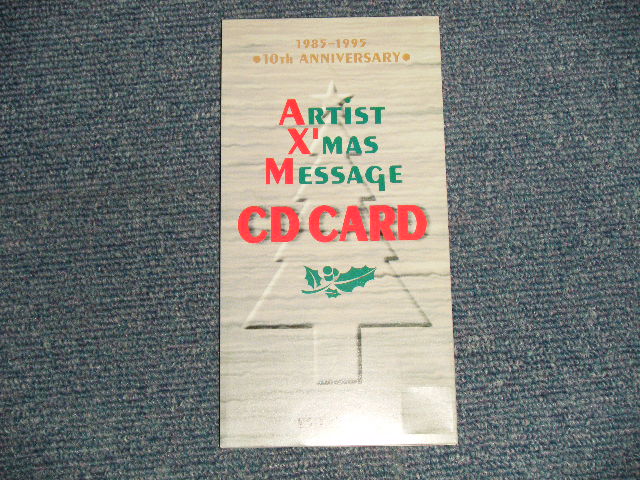 1985-1995
●10TH ANNIVERSARY●
ARTIST
X'MAS
MESSAGE
CD CARD